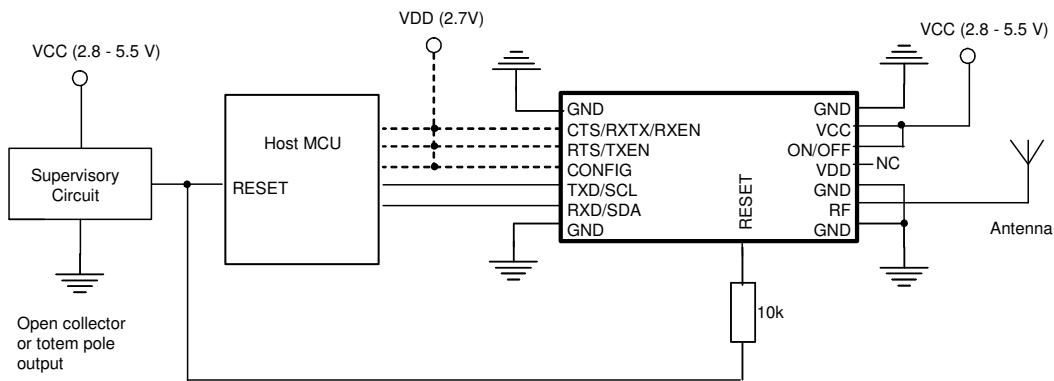 VDD (2.7V)
VCC (2.8 - 5.5 V)
VCC (2.8 - 5.5 V)
Supervisory
Circuit
Open collector
or totem pole
output
Host MCU
RESET
GND
CTS/RXTX/RXEN
RTS/TXEN
CONFIG
TXD/SCL
RXD/SDA
GND
RESET
GND
VCC
ON/OFF
VDD
GND
RF
GND
NC
Antenna
10k